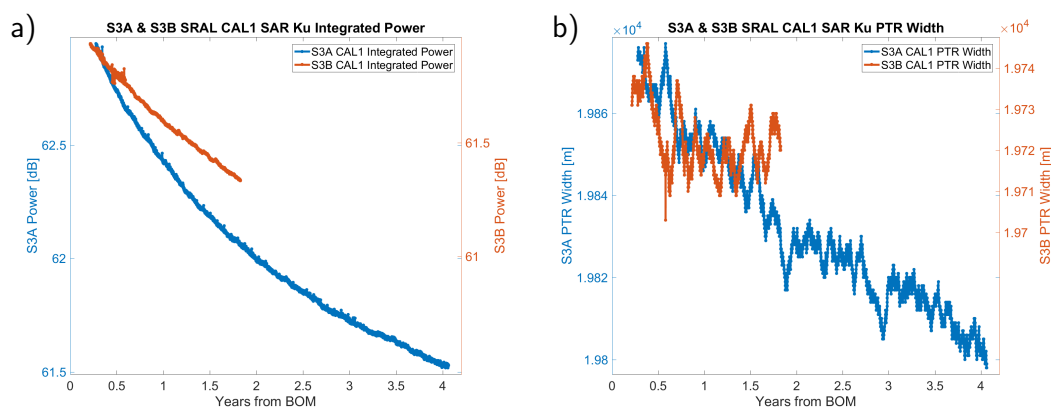 a)
S3A & S3B SRAL CAL1 SAR Ku Integrated Power
S3A CAL1 Integrated Power
S3B CAL1 Integrated Power
S3A Power [dB]
62.5
62
61.5
S3B Power [dB]
61.5
61
0 0.5 1 1.5 2 2.5 3 3.5 4
Years from BOM
b)
S3A & S3B SRAL CAL1 SAR Ku PTR Width
×10⁴
×10⁴
S3A CAL1 PTR Width
S3B CAL1 PTR Width
S3A PTR Width [m]
1.986
1.984
1.982
1.98
S3B PTR Width [m]
1.974
1.973
1.972
1.971
1.97
0 0.5 1 1.5 2 2.5 3 3.5 4
Years from BOM